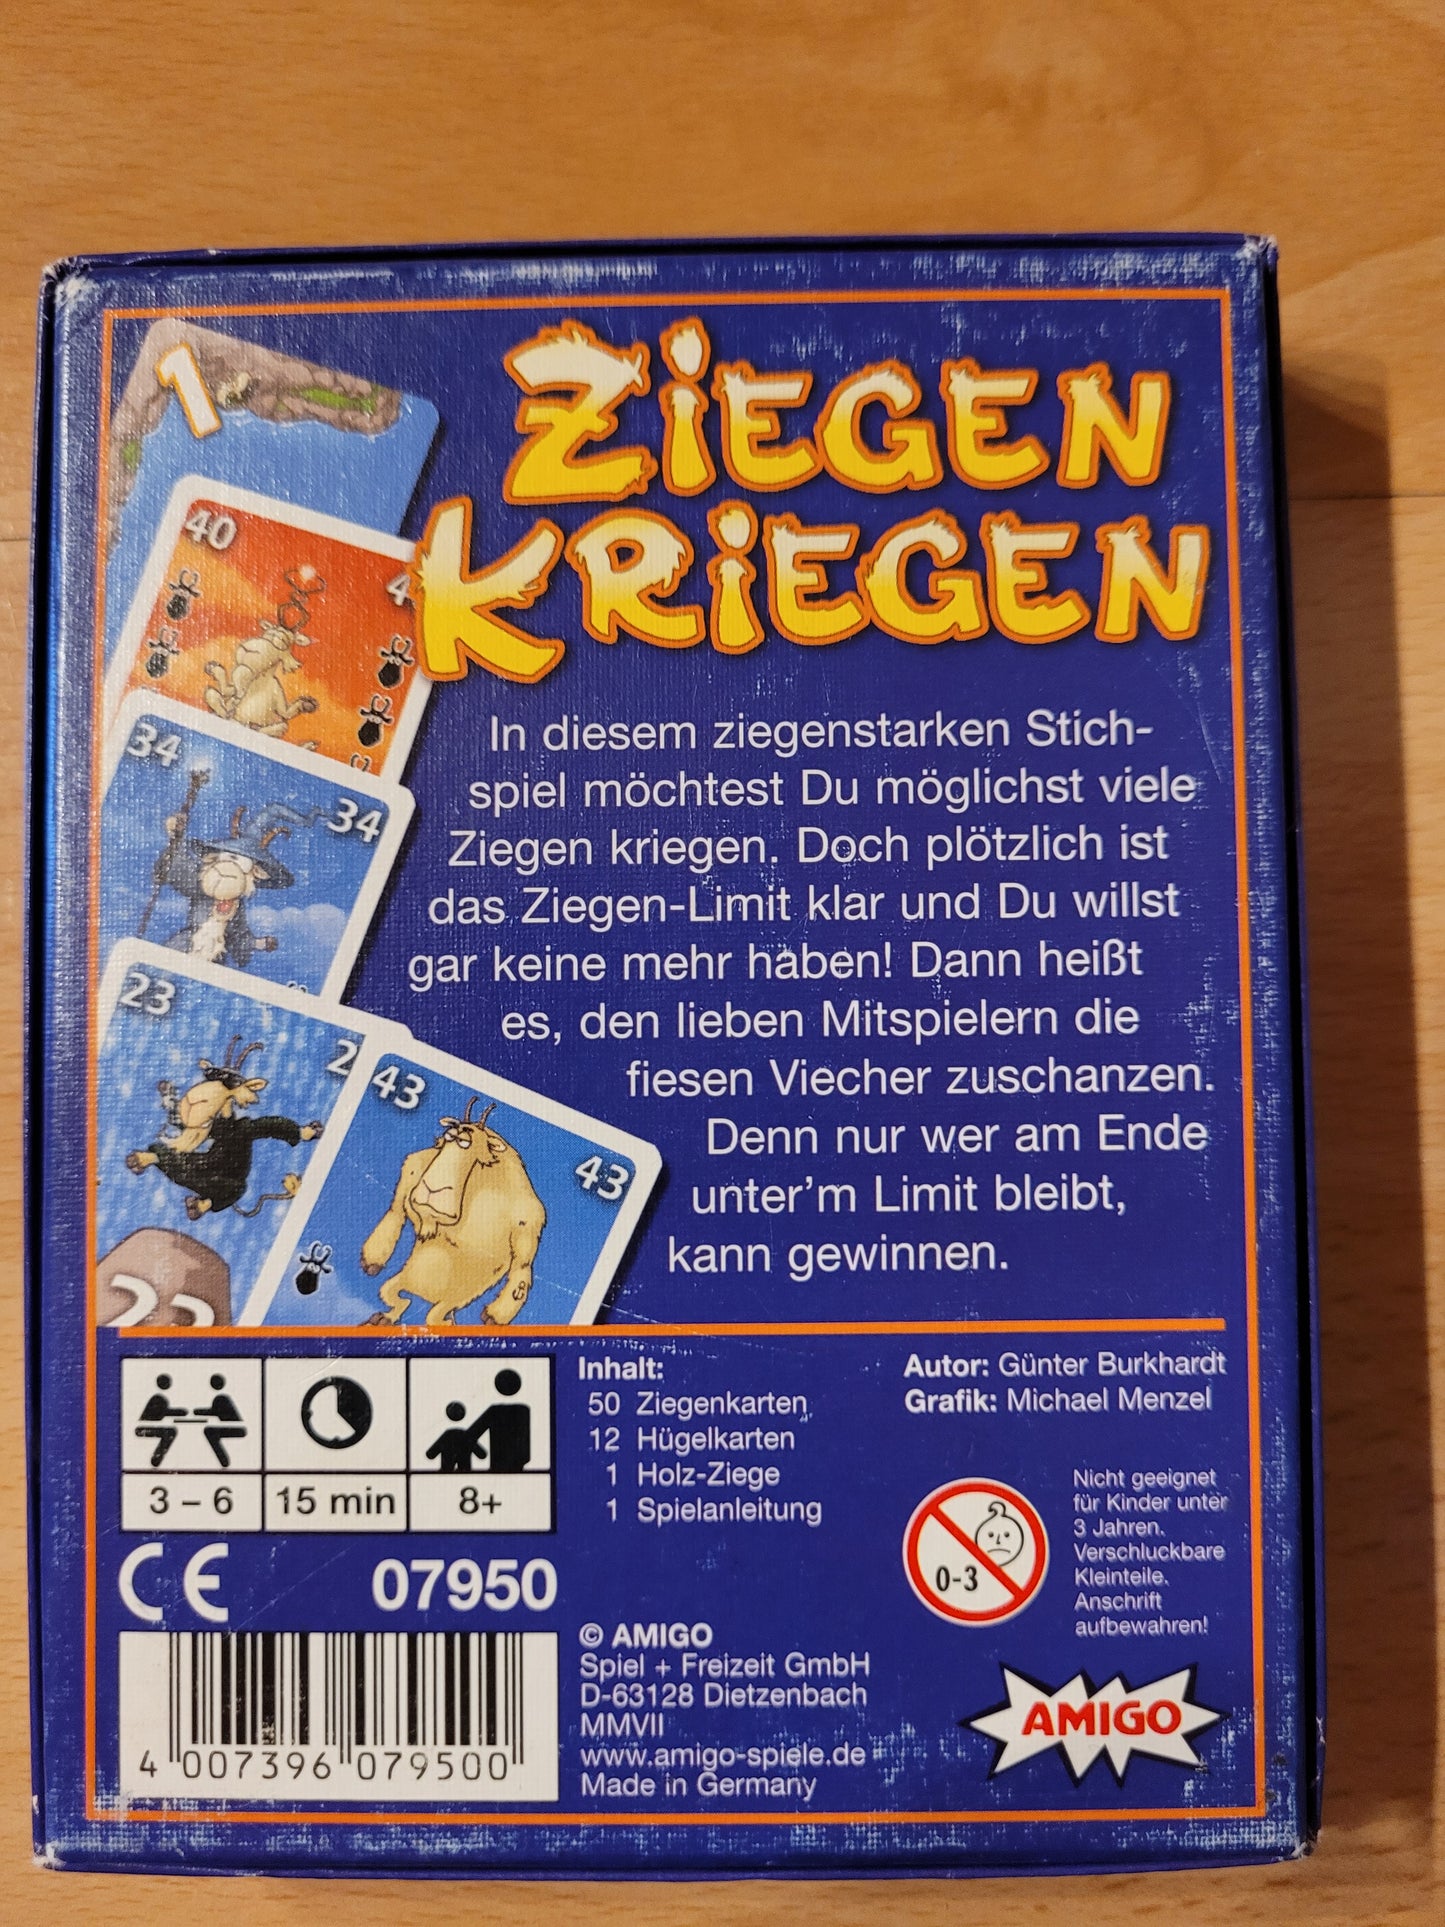 1
ZIEGEN
KRIEGEN
40
4
34
34
23
2
43
43
23
In diesem ziegenstarken Stich-
spiel möchtest Du möglichst viele
Ziegen kriegen. Doch plötzlich ist
das Ziegen-Limit klar und Du willst
gar keine mehr haben! Dann heißt
es, den lieben Mitspielern die
fiesen Viecher zuschanzen.
Denn nur wer am Ende
unter'm Limit bleibt,
kann gewinnen.
3 – 6
15 min
8+
CE
07950
4 007396 079500
Inhalt:
50 Ziegenkarten
12 Hügelkarten
1 Holz-Ziege
1 Spielanleitung
© AMIGO
Spiel + Freizeit GmbH
D-63128 Dietzenbach
MMVII
www.amigo-spiele.de
Made in Germany
Autor: Günter Burkhardt
Grafik: Michael Menzel
0-3
Nicht geeignet
für Kinder unter
3 Jahren.
Verschluckbare
Kleinteile.
Anschrift
aufbewahren!
AMIGO